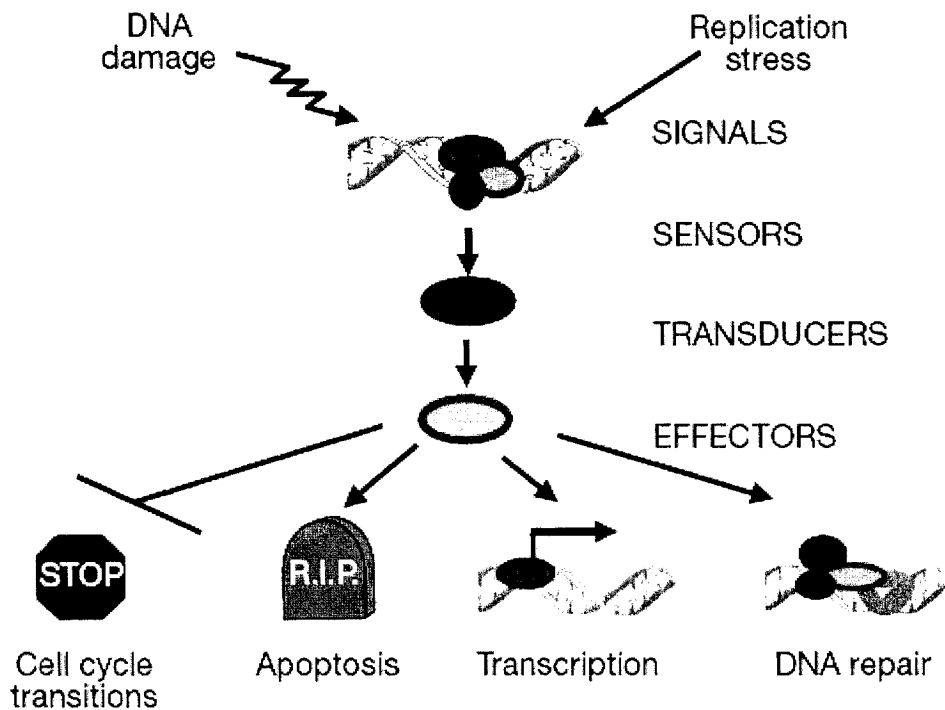 DNA
damage
Replication
stress
SIGNALS
SENSORS
TRANSDUCERS
EFFECTORS
STOP
R.I.P.
Cell cycle
transitions
Apoptosis
Transcription
DNA repair